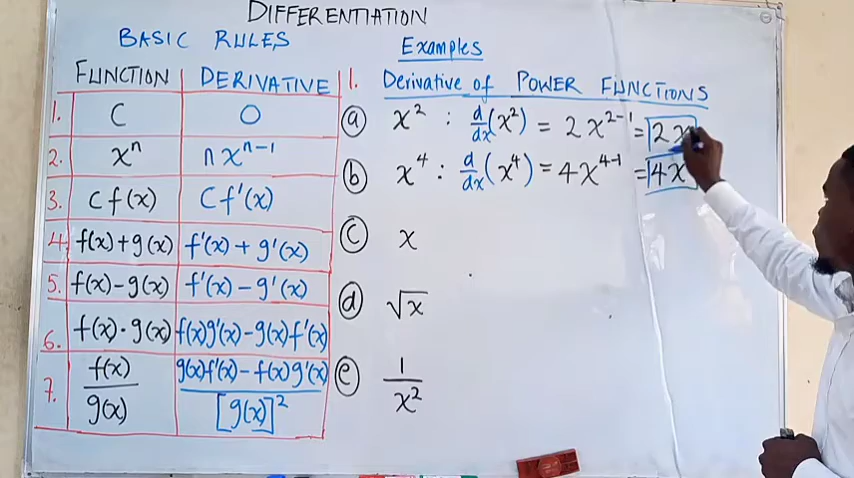 DIFFERENTIATION
BASIC RULES
FUNCTION DERIVATIVE
1. C 0
2. xⁿ nxⁿ⁻¹
3. Cf(x) Cf'(x)
4. f(x)+g(x) f'(x)+g'(x)
5. f(x)-g(x) f'(x)-g'(x)
6. f(x)·g(x) f(x)g'(x)-g(x)f'(x)
7. f(x)/g(x) g(x)f'(x)-f(x)g'(x)/[g(x)]²
Examples
1. Derivative of POWER FUNCTIONS
(a) x² : d/dx(x²) = 2x²⁻¹ = 2x
(b) x⁴ : d/dx(x⁴) = 4x⁴⁻¹ = 4x
(c) x
(d) √x
(e) 1/x²